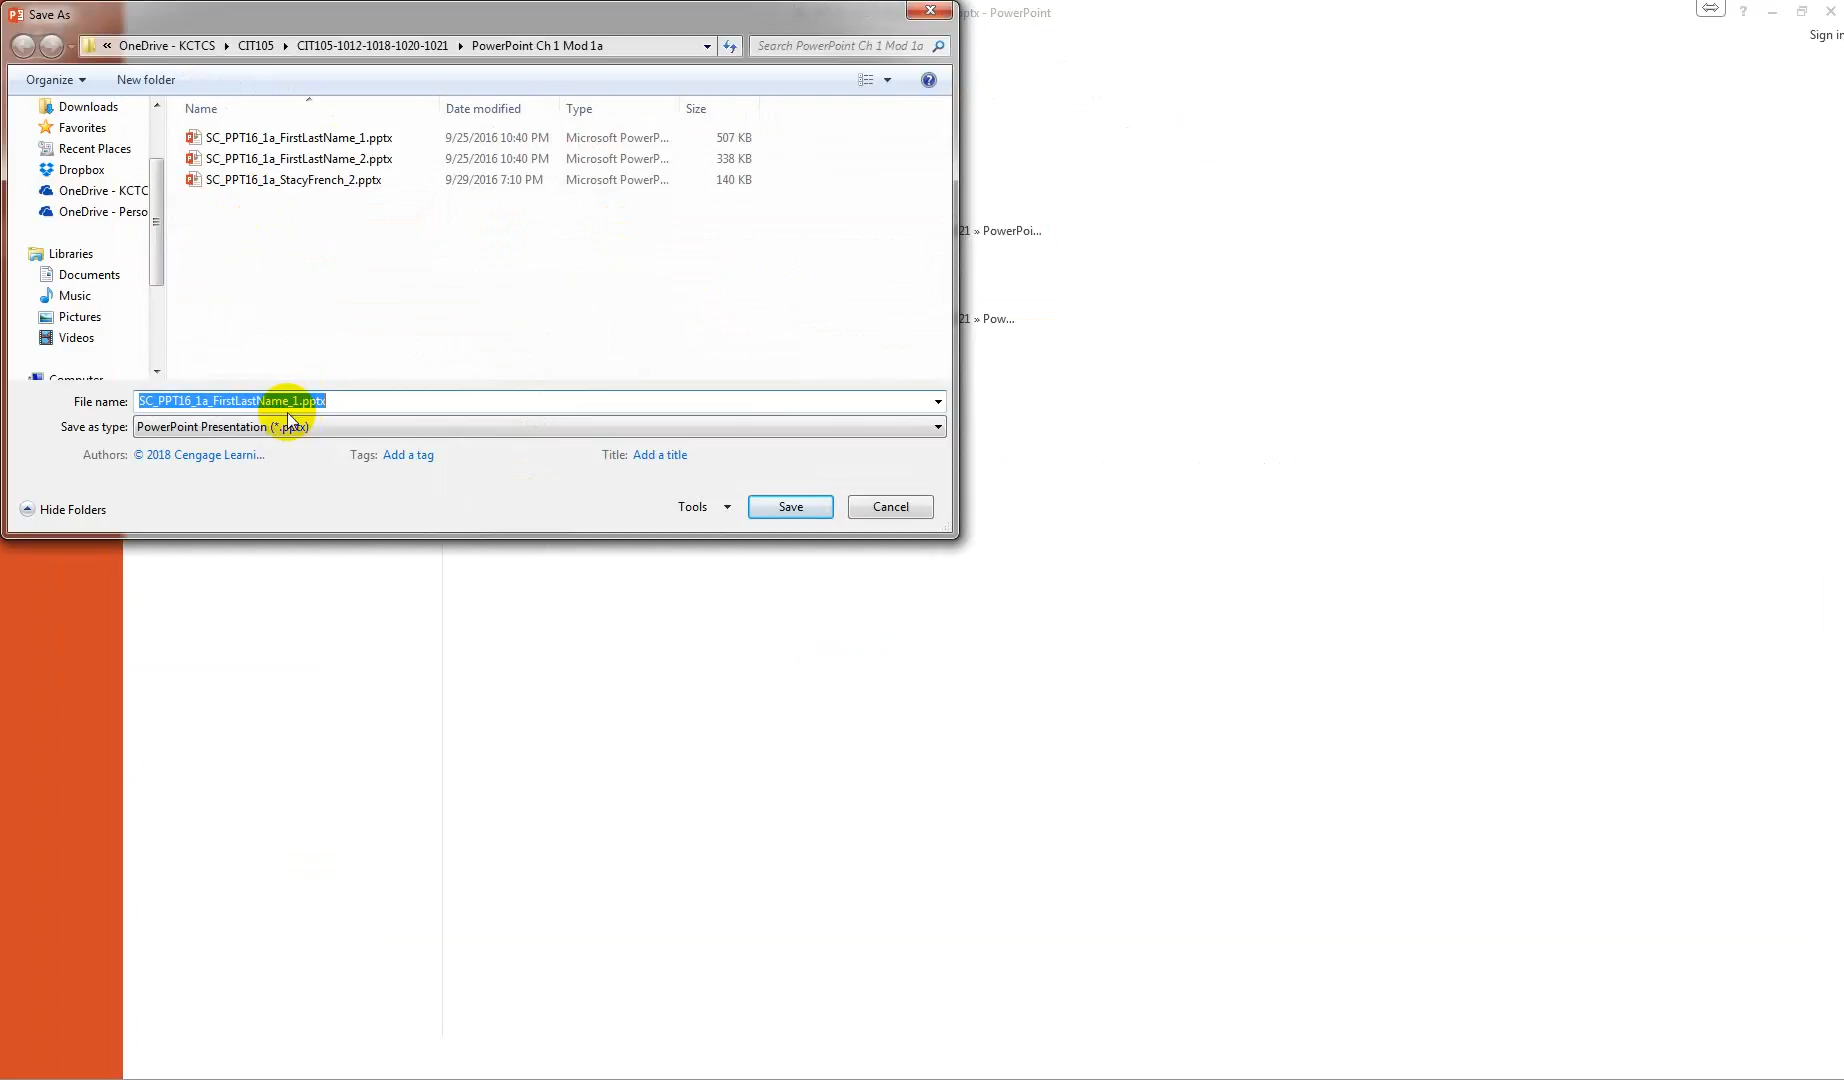 Save As
ptx - PowerPoint
Sign in
« OneDrive - KCTCS CIT105 CIT105-1012-1018-1020-1021 PowerPoint Ch 1 Mod 1a Search PowerPoint Ch 1 Mod 1a
Organize New folder
Name Date modified Type Size
SC_PPT16_1a_FirstLastName_1.pptx 9/25/2016 10:40 PM Microsoft PowerP... 507 KB
SC_PPT16_1a_FirstLastName_2.pptx 9/25/2016 10:40 PM Microsoft PowerP... 338 KB
SC_PPT16_1a_StacyFrench_2.pptx 9/29/2016 7:10 PM Microsoft PowerP... 140 KB
Downloads
Favorites
Recent Places
Dropbox
OneDrive - KCTC
OneDrive - Perso
Libraries
Documents
Music
Pictures
Videos
Computer
21 » PowerPoi...
21 » Pow...
File name: SC_PPT16_1a_FirstLastName_1.pptx
Save as type: PowerPoint Presentation (*.pptx)
Authors: © 2018 Cengage Learni... Tags: Add a tag Title: Add a title
Hide Folders Tools Save Cancel